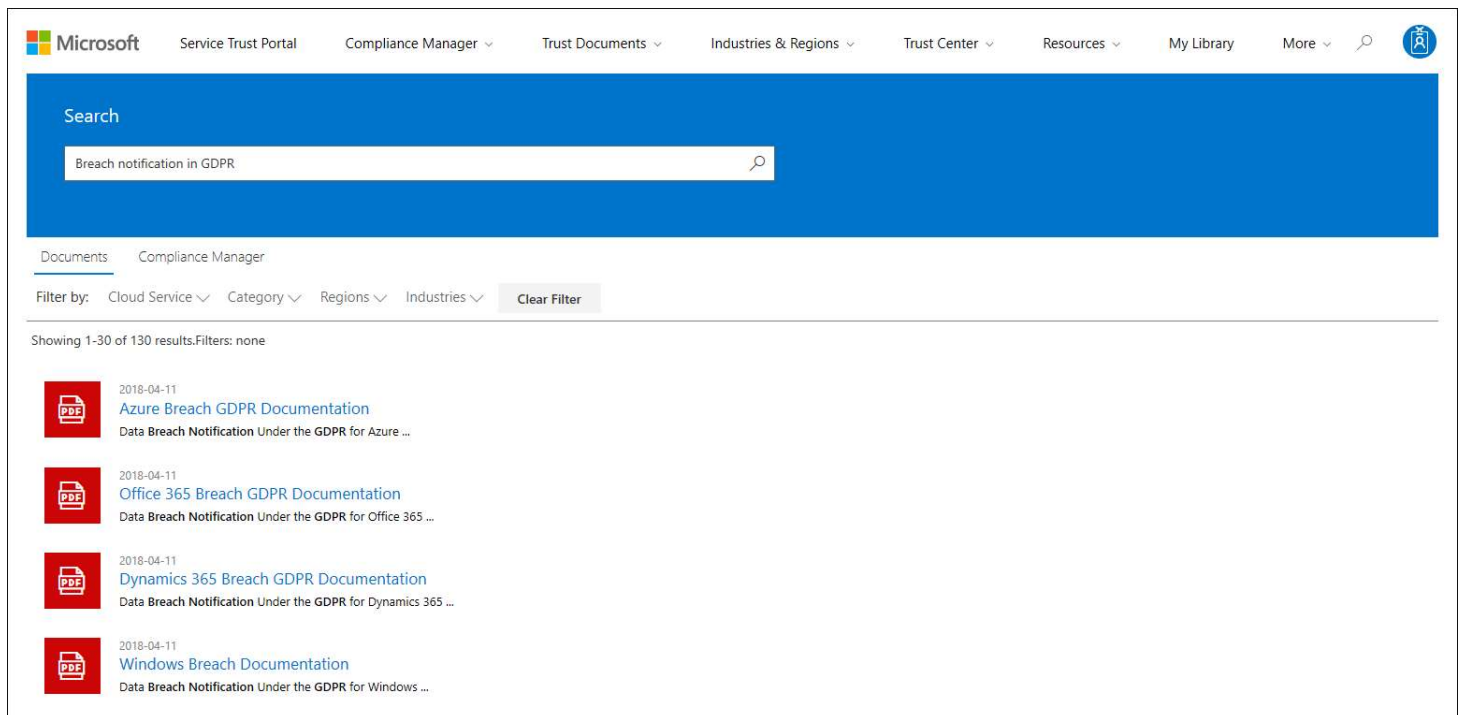 Microsoft Service Trust Portal Compliance Manager Trust Documents Industries & Regions Trust Center Resources My Library More
Search
Breach notification in GDPR
Documents Compliance Manager
Filter by: Cloud Service Category Regions Industries Clear Filter
Showing 1-30 of 130 results.Filters: none
2018-04-11
PDF
Azure Breach GDPR Documentation
Data Breach Notification Under the GDPR for Azure ...
2018-04-11
PDF
Office 365 Breach GDPR Documentation
Data Breach Notification Under the GDPR for Office 365 ...
2018-04-11
PDF
Dynamics 365 Breach GDPR Documentation
Data Breach Notification Under the GDPR for Dynamics 365 ...
2018-04-11
PDF
Windows Breach Documentation
Data Breach Notification Under the GDPR for Windows ...